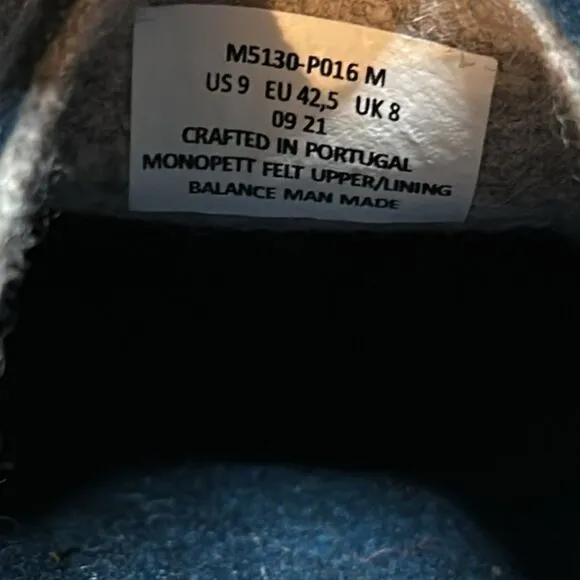 M5130-P016 M
US 9 EU 42,5 UK 8
09 21
CRAFTED IN PORTUGAL
MONOPETT FELT UPPER/LINING
BALANCE MAN MADE